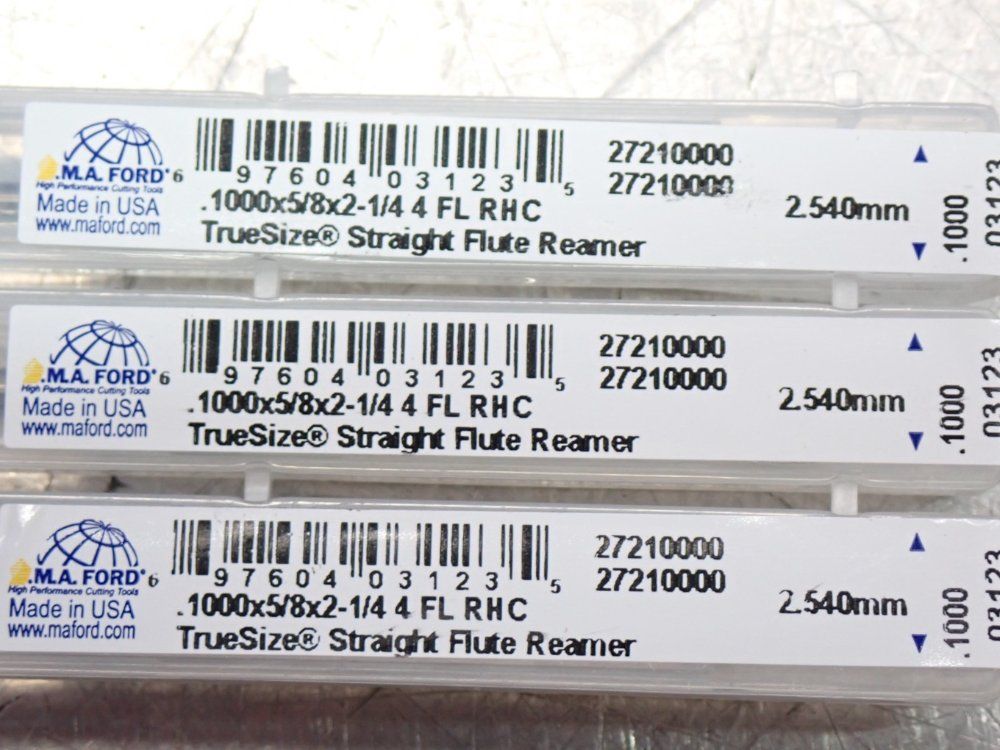 M.A. FORD®
High Performance Cutting Tools
Made in USA
www.maford.com
6 97604 03123 5
.1000x5/8x2-1/4 4 FL RHC
TrueSize® Straight Flute Reamer
27210000
27210000
2.540mm
.1000
03123
M.A. FORD®
High Performance Cutting Tools
Made in USA
www.maford.com
6 97604 03123 5
.1000x5/8x2-1/4 4 FL RHC
TrueSize® Straight Flute Reamer
27210000
27210000
2.540mm
.1000
03123
M.A. FORD®
High Performance Cutting Tools
Made in USA
www.maford.com
6 97604 03123 5
.1000x5/8x2-1/4 4 FL RHC
TrueSize® Straight Flute Reamer
27210000
27210000
2.540mm
.1000
03123